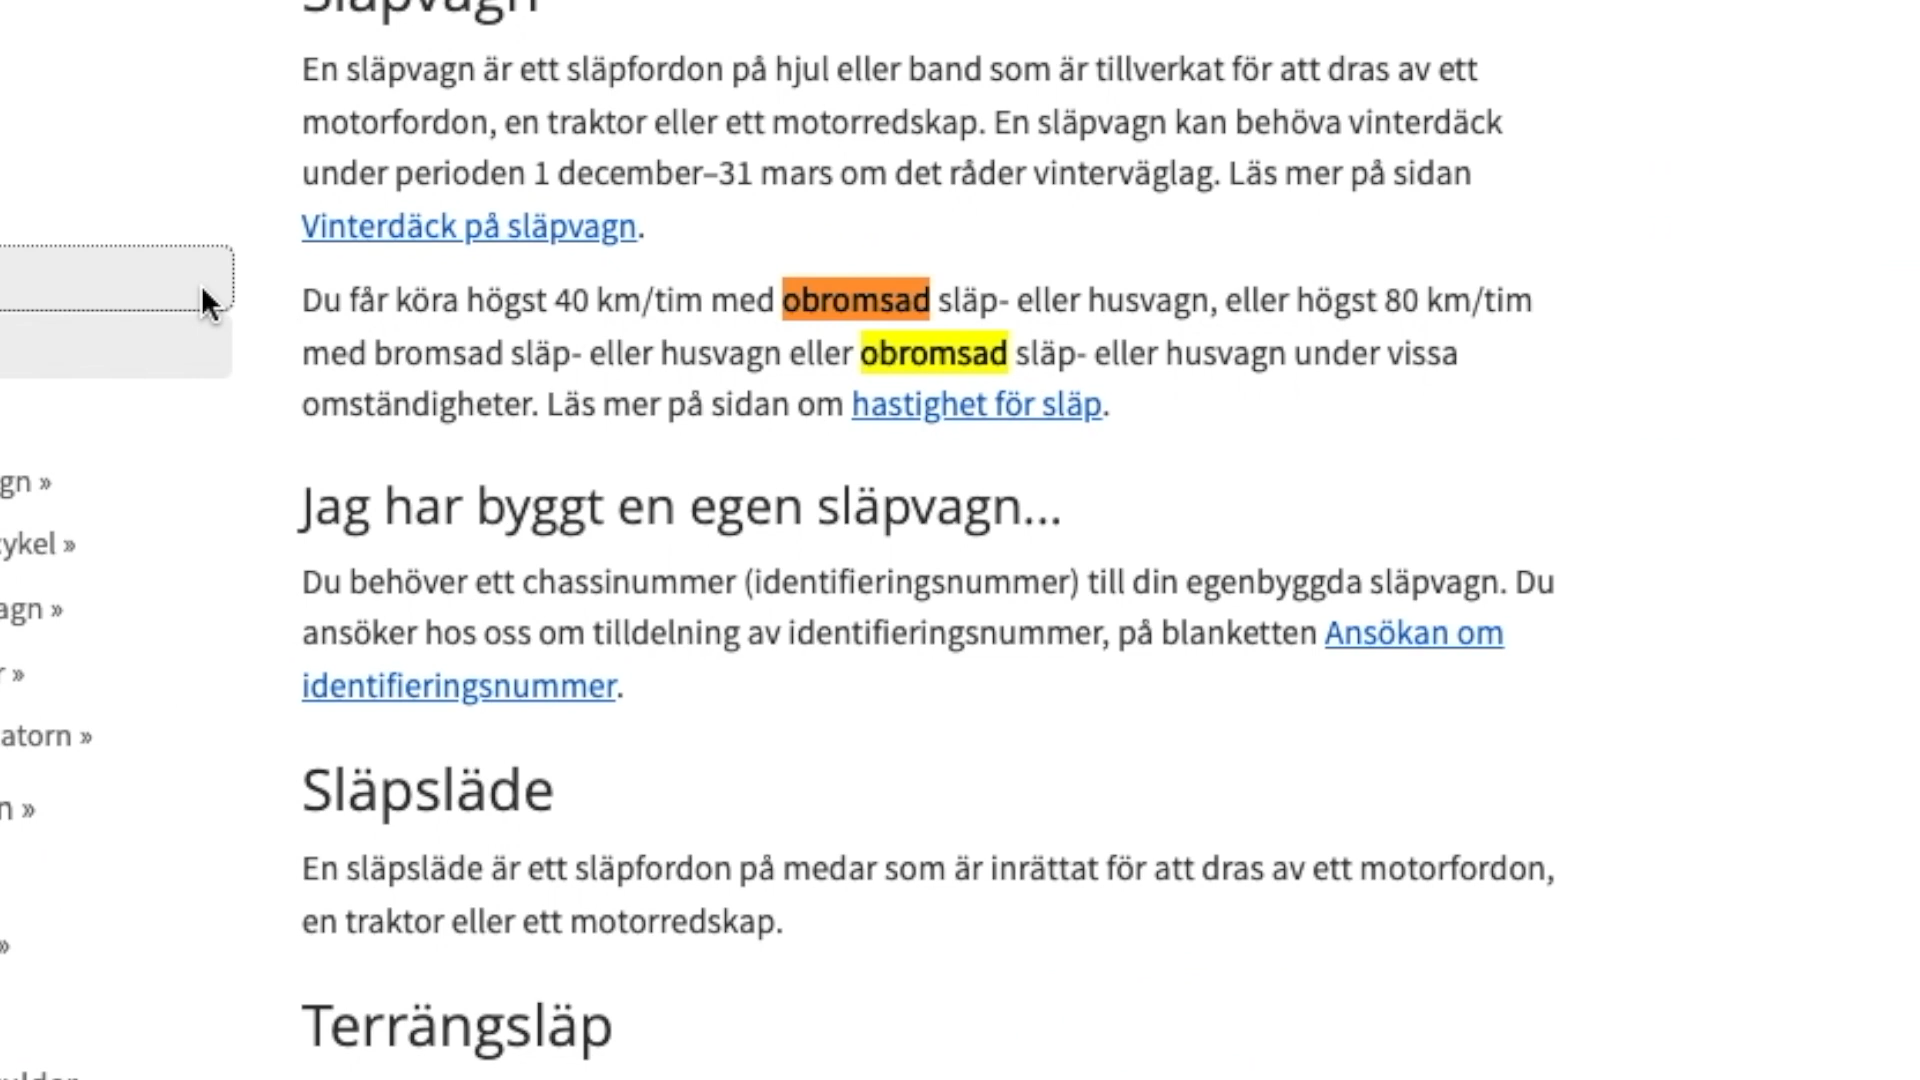 Släpvagn
En släpvagn är ett släpfordon på hjul eller band som är tillverkat för att dras av ett
motorfordon, en traktor eller ett motorredskap. En släpvagn kan behöva vinterdäck
under perioden 1 december–31 mars om det råder vinterväglag. Läs mer på sidan
Vinterdäck på släpvagn.
Du får köra högst 40 km/tim med obromsad släp- eller husvagn, eller högst 80 km/tim
med bromsad släp- eller husvagn eller obromsad släp- eller husvagn under vissa
omständigheter. Läs mer på sidan om hastighet för släp.
gn »
Jag har byggt en egen släpvagn...
ykel »
Du behöver ett chassinummer (identifieringsnummer) till din egenbyggda släpvagn. Du
agn »
ansöker hos oss om tilldelning av identifieringsnummer, på blanketten Ansökan om
r »
identifieringsnummer.
atorn »
Släpsläde
n »
En släpsläde är ett släpfordon på medar som är inrättat för att dras av ett motorfordon,
en traktor eller ett motorredskap.
»
Terrängsläp